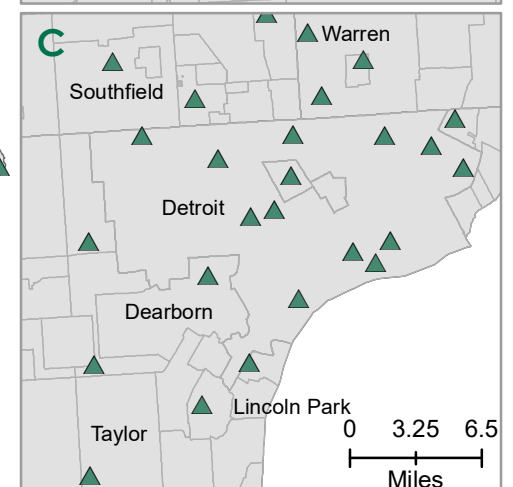 C
Warren
Southfield
Detroit
Dearborn
Lincoln Park
Taylor
0 3.25 6.5
Miles